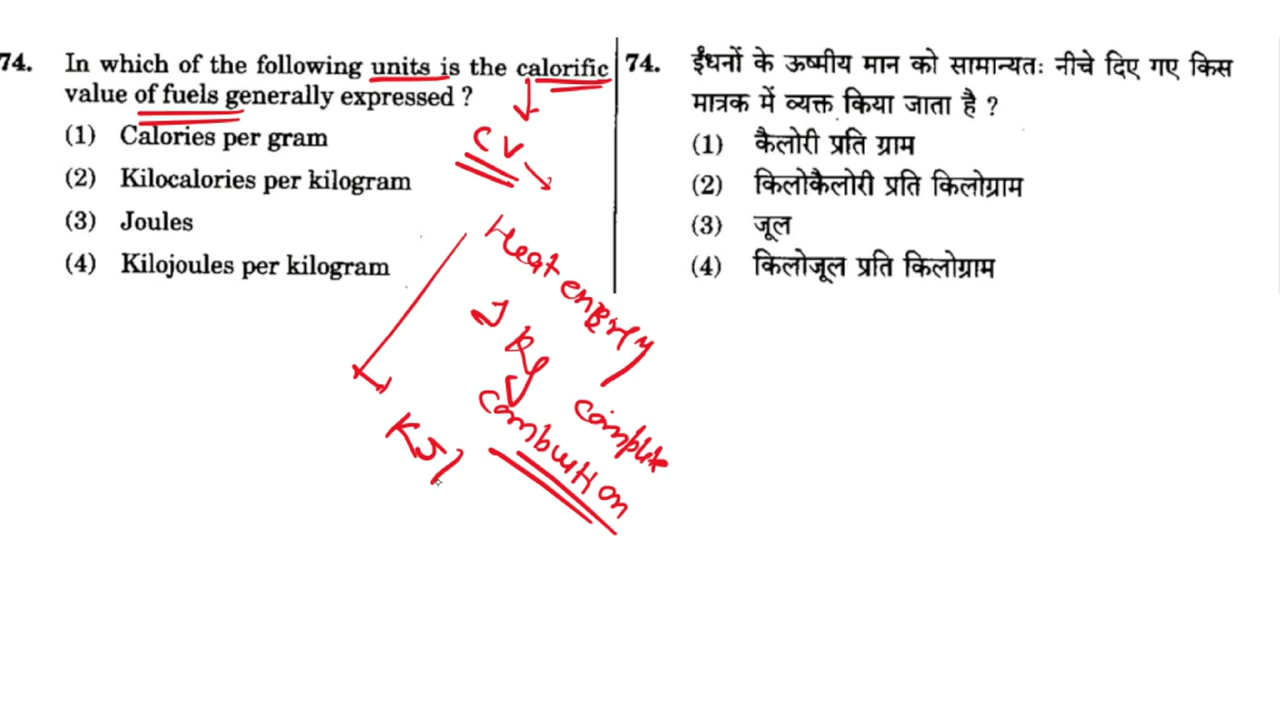 74. In which of the following units is the calorific
value of fuels generally expressed ?
(1) Calories per gram
(2) Kilocalories per kilogram
(3) Joules
(4) Kilojoules per kilogram
74. ईंधनों के ऊष्मीय मान को सामान्यतः नीचे दिए गए किस
मात्रक में व्यक्त किया जाता है ?
(1) कैलोरी प्रति ग्राम
(2) किलोकैलोरी प्रति किलोग्राम
(3) जूल
(4) किलोजूल प्रति किलोग्राम
CV
Heat energy
complete
combustion
KJ/